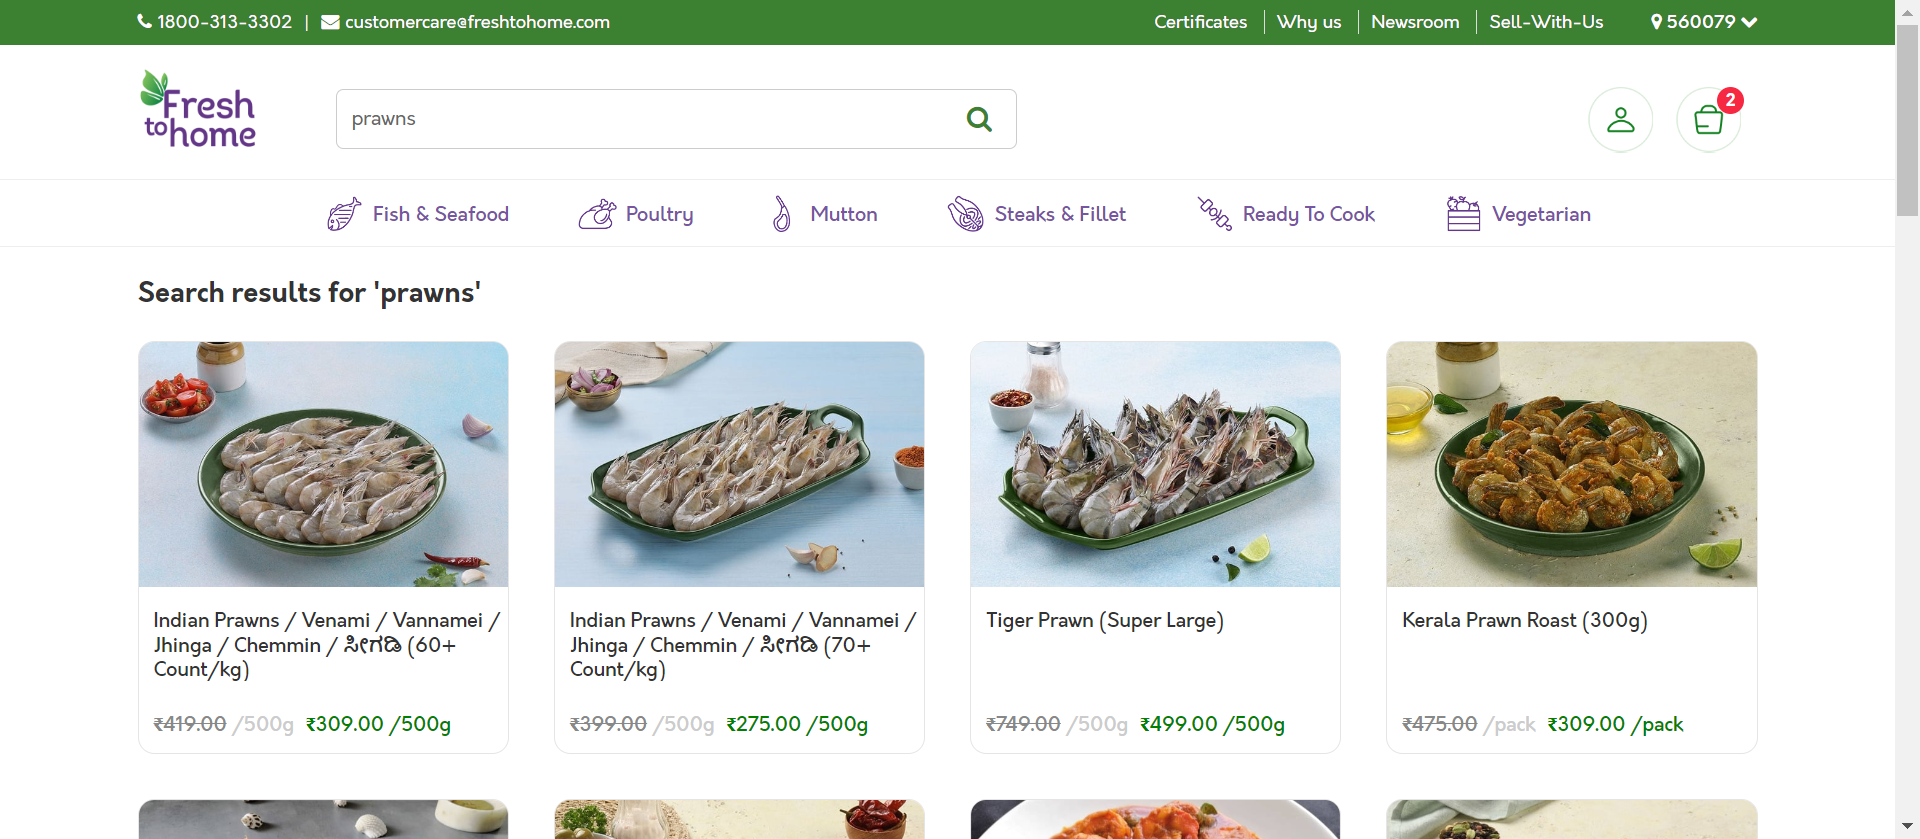 1800-313-3302 | customercare@freshtohome.com
Certificates | Why us | Newsroom | Sell-With-Us
560079
Fresh
to home
prawns
2
Fish & Seafood
Poultry
Mutton
Steaks & Fillet
Ready To Cook
Vegetarian
Search results for 'prawns'
Indian Prawns / Venami / Vannamei /
Jhinga / Chemmin / ಸೀಗಡಿ (60+
Count/kg)
₹419.00 /500g ₹309.00 /500g
Indian Prawns / Venami / Vannamei /
Jhinga / Chemmin / ಸೀಗಡಿ (70+
Count/kg)
₹399.00 /500g ₹275.00 /500g
Tiger Prawn (Super Large)
₹749.00 /500g ₹499.00 /500g
Kerala Prawn Roast (300g)
₹475.00 /pack ₹309.00 /pack